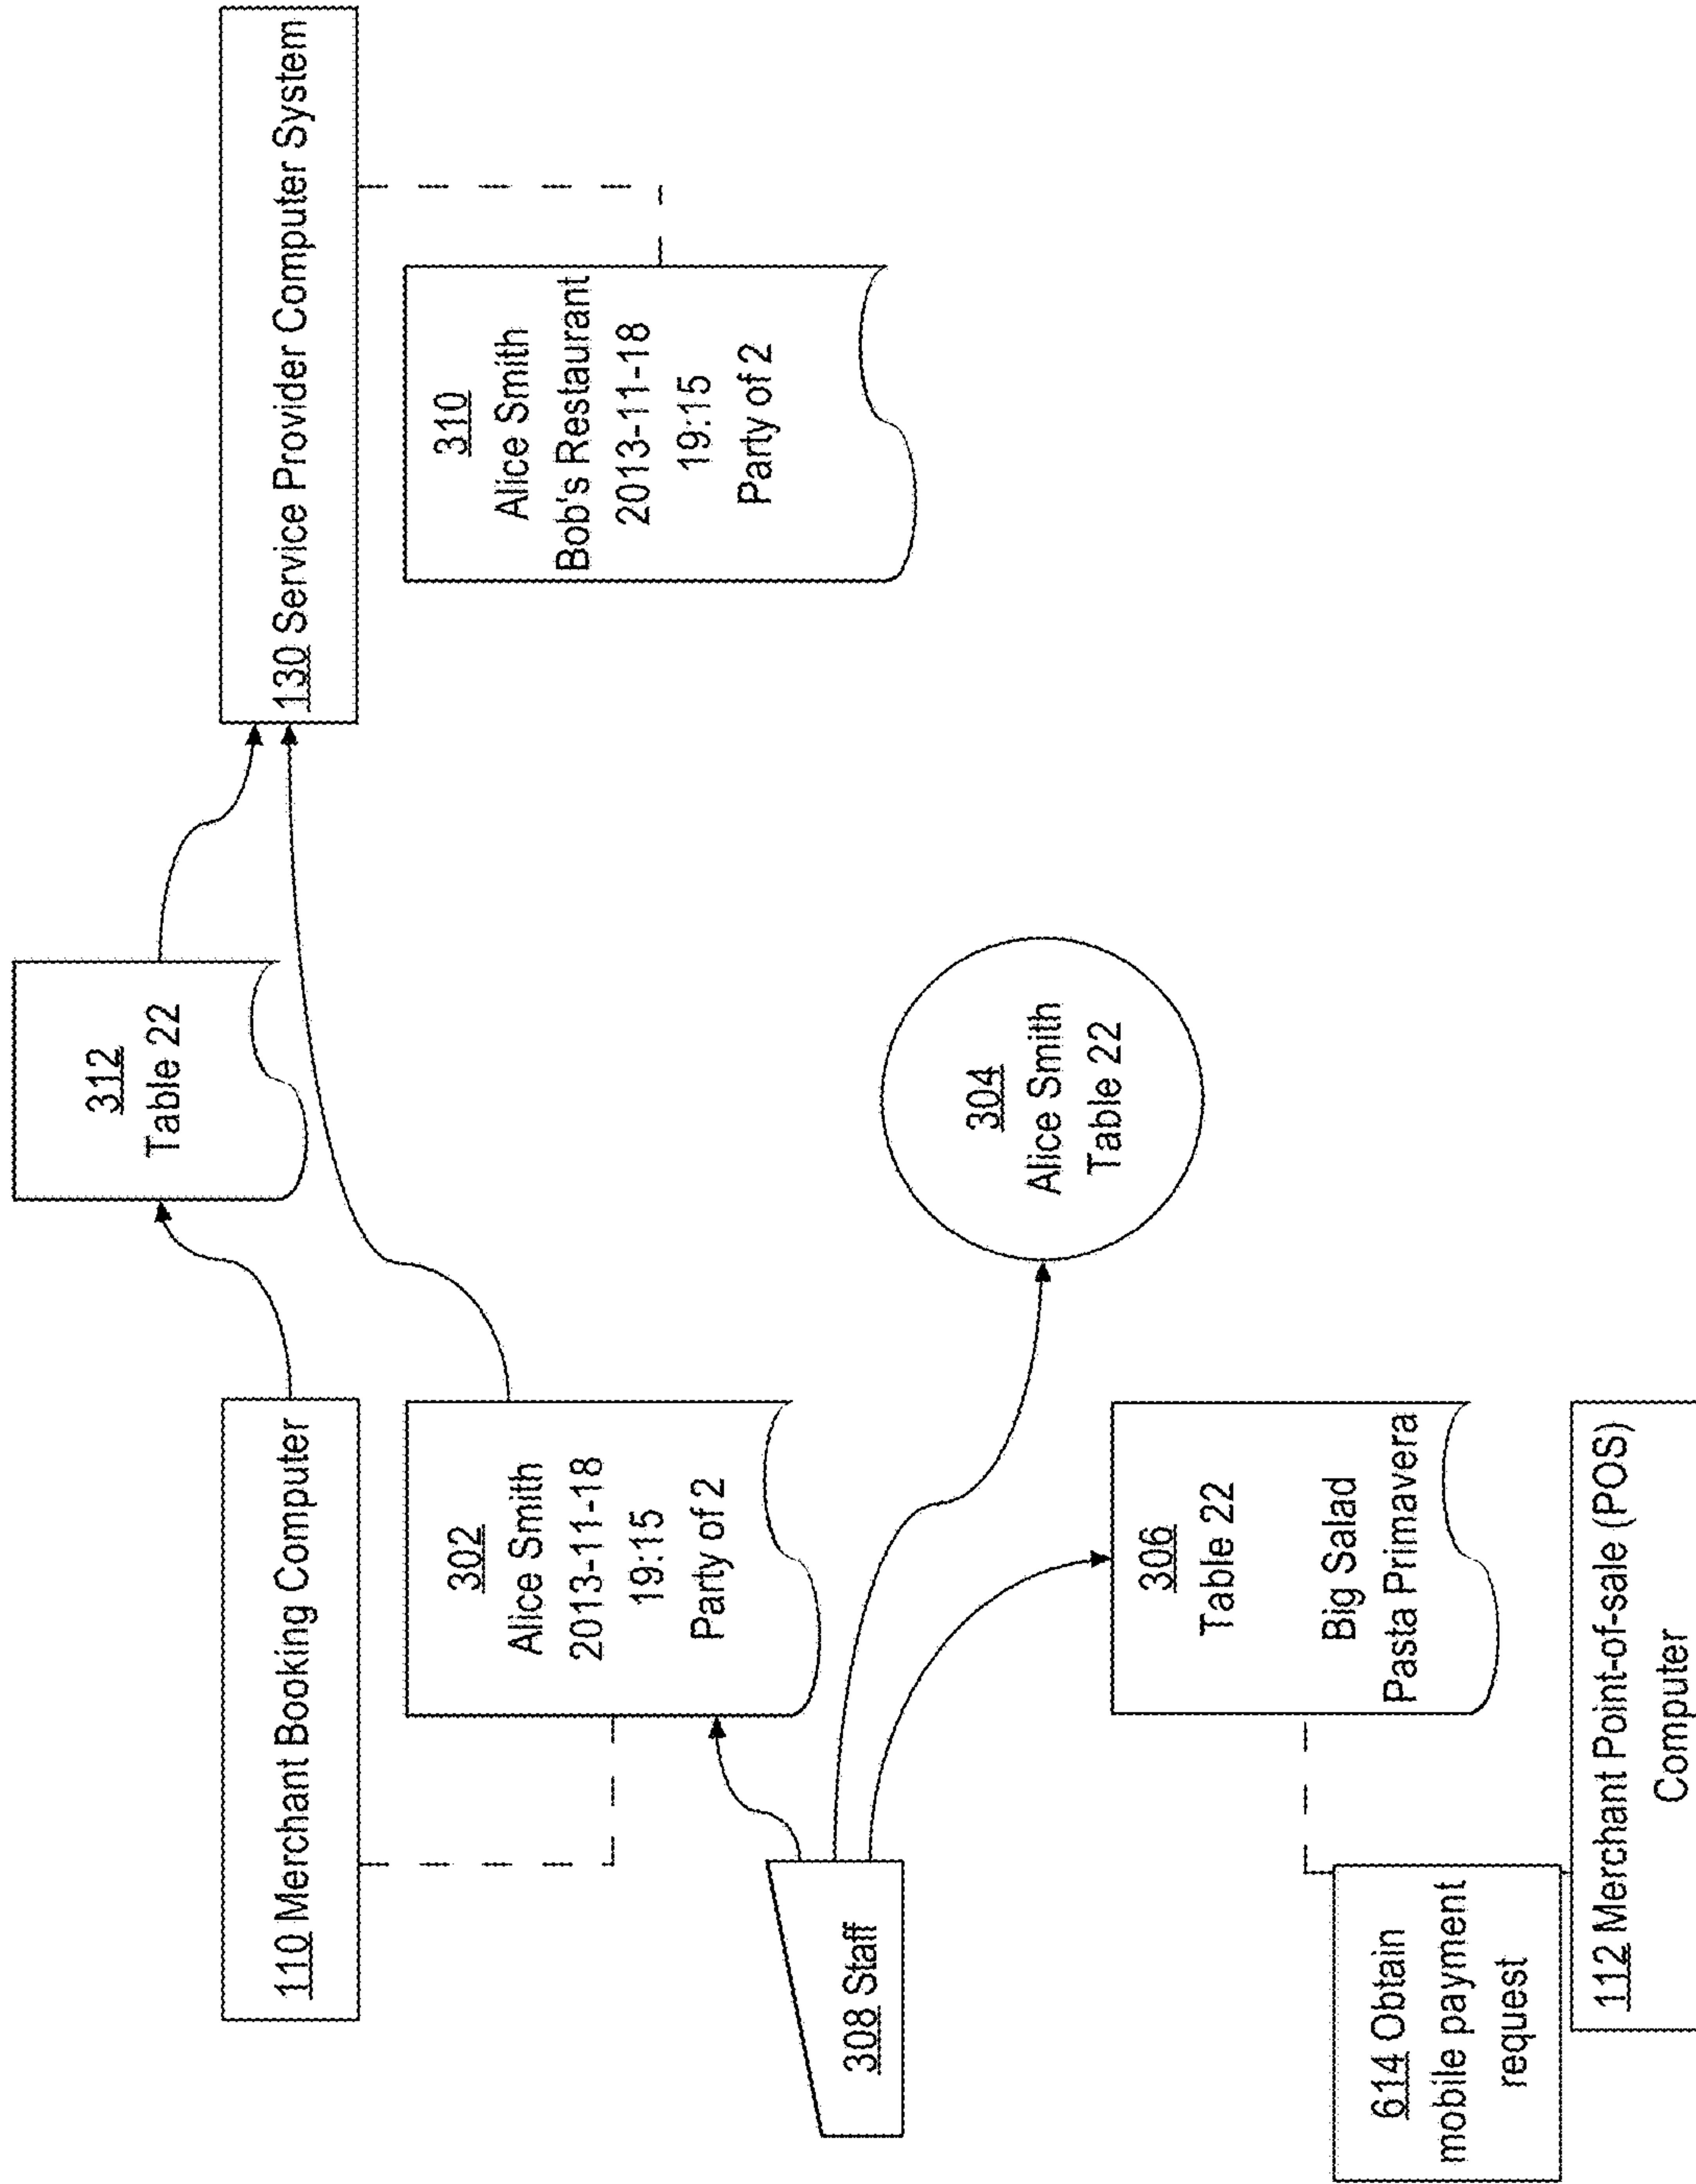 110 Merchant Booking Computer
312
Table 22
130 Service Provider Computer System
302
Alice Smith
2013-11-18
19:15
Party of 2
310
Alice Smith
Bob's Restaurant
2013-11-18
19:15
Party of 2
308 Staff
304
Alice Smith
Table 22
306
Table 22
Big Salad
Pasta Primavera
614 Obtain
mobile payment
request
112 Merchant Point-of-sale (POS)
Computer